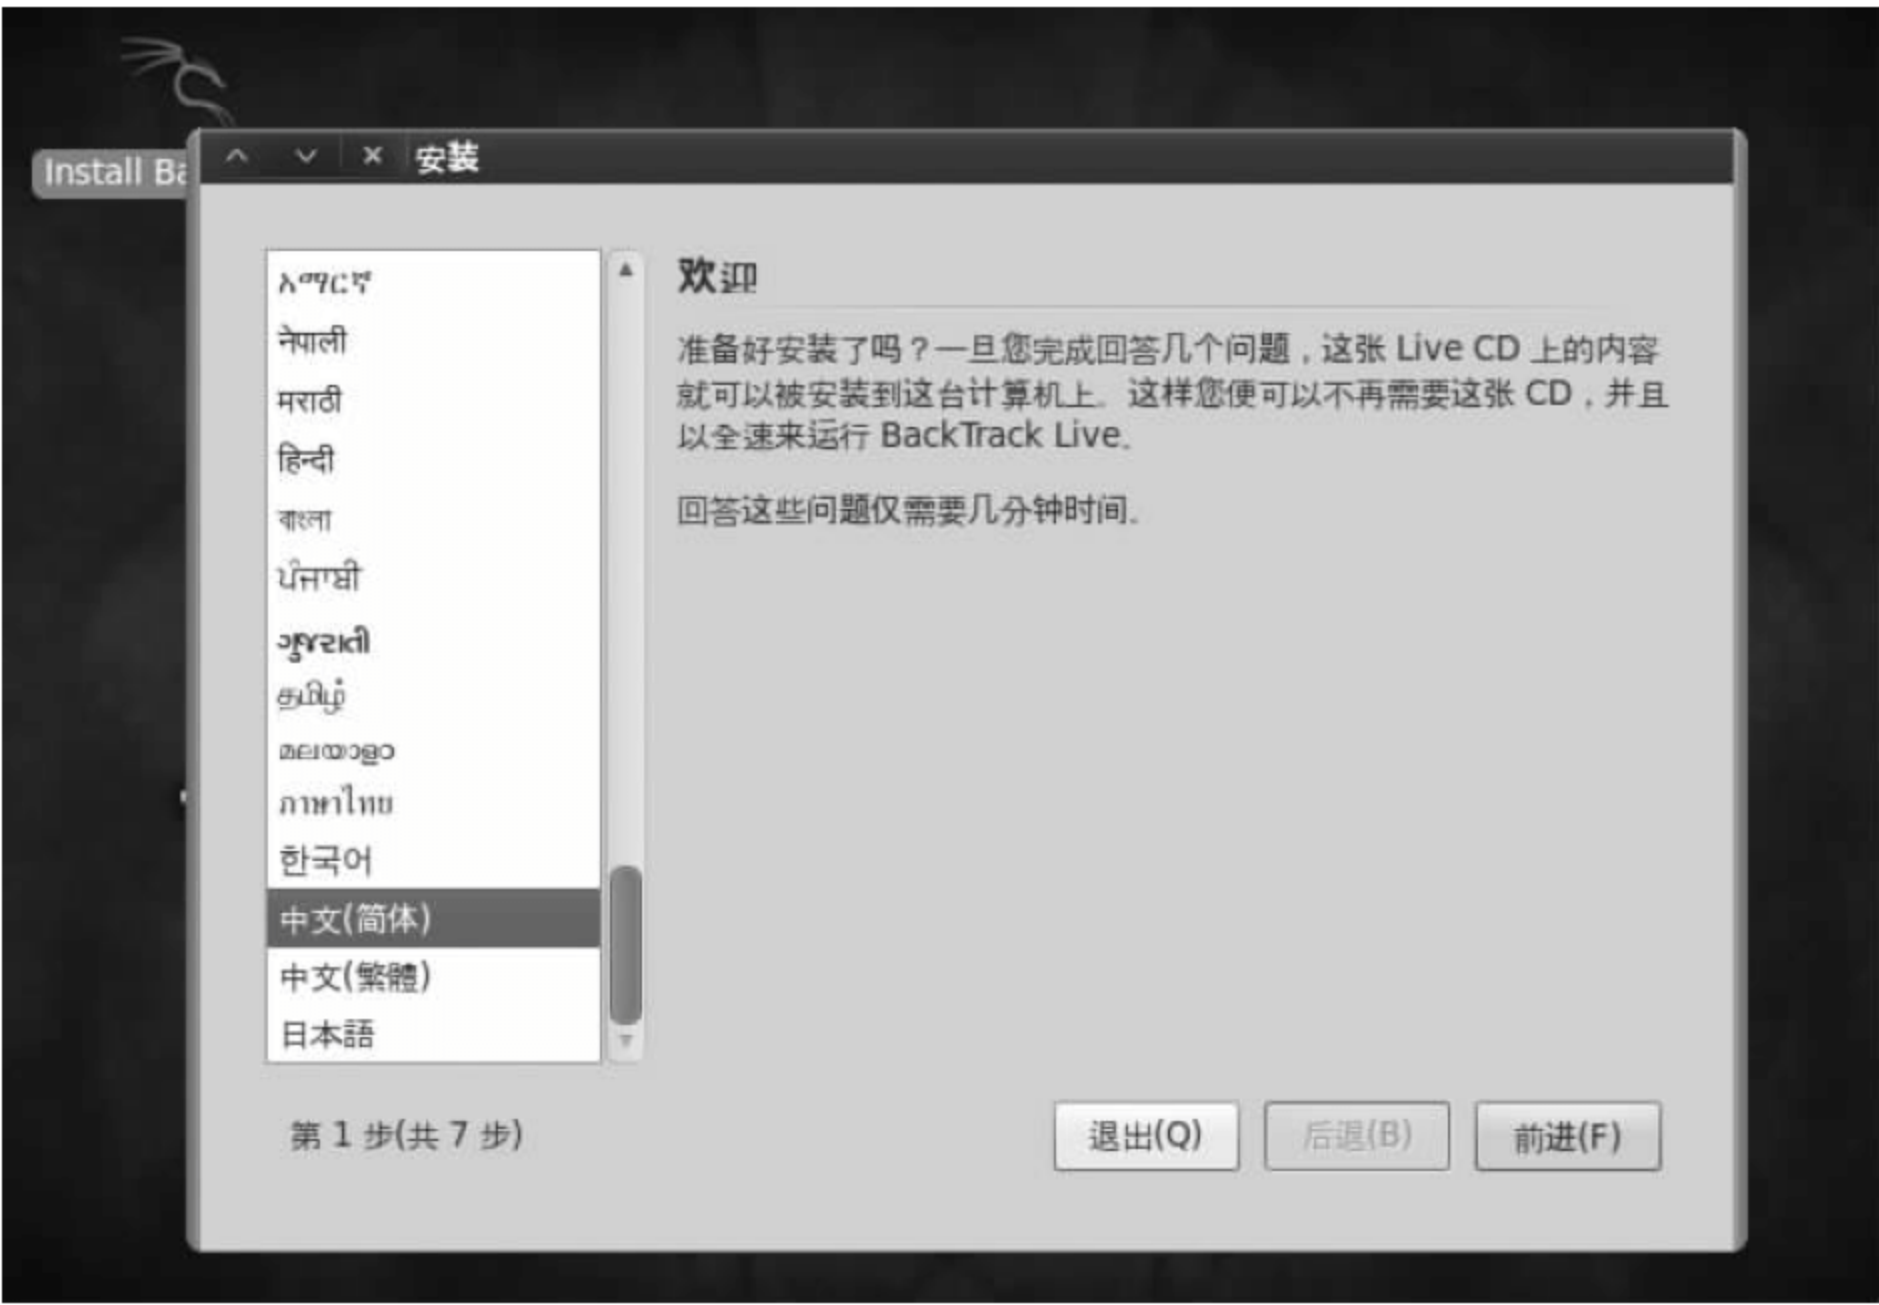 Install Ba
安装
አማርኛ
नेपाली
मराठी
हिन्दी
বাংলা
ਪੰਜਾਬੀ
ગુજરાતી
தமிழ்
മലയാളം
ภาษาไทย
한국어
中文(简体)
中文(繁體)
日本語
欢迎
准备好安装了吗？一旦您完成回答几个问题，这张 Live CD 上的内容
就可以被安装到这台计算机上。这样您便可以不再需要这张 CD，并且
以全速来运行 BackTrack Live。
回答这些问题仅需要几分钟时间。
第 1 步(共 7 步)
退出(Q)
后退(B)
前进(F)